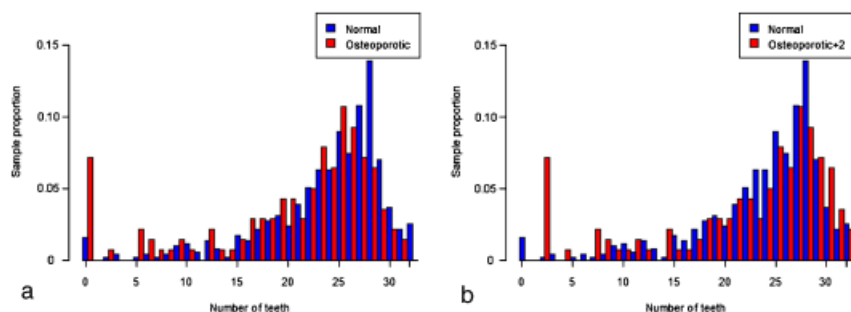 Normal
Osteoporotic
0.15
0.10
0.05
0
Sample proportion
0 5 10 15 20 25 30
Number of teeth
a
Normal
Osteoporotic+2
0.15
0.10
0.05
0
Sample proportion
0 5 10 15 20 25 30
Number of teeth
b